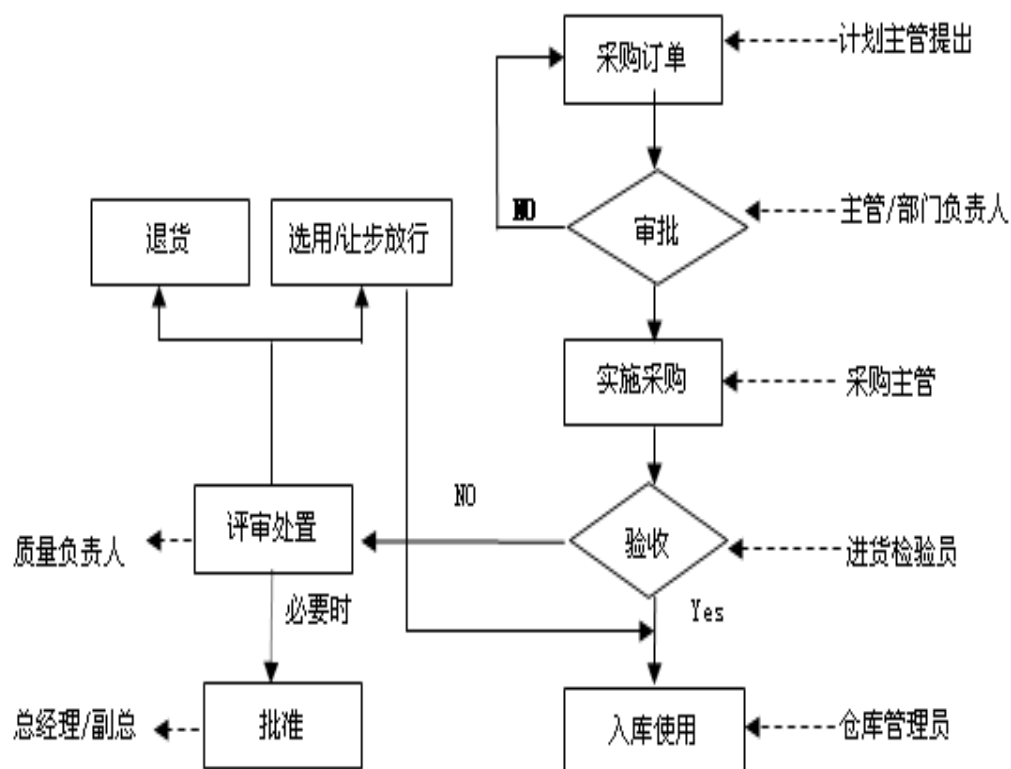 采购订单
计划主管提出
NO
审批
主管/部门负责人
退货
选用/让步放行
实施采购
采购主管
NO
评审处置
验收
质量负责人
进货检验员
必要时
Yes
总经理/副总
批准
入库使用
仓库管理员